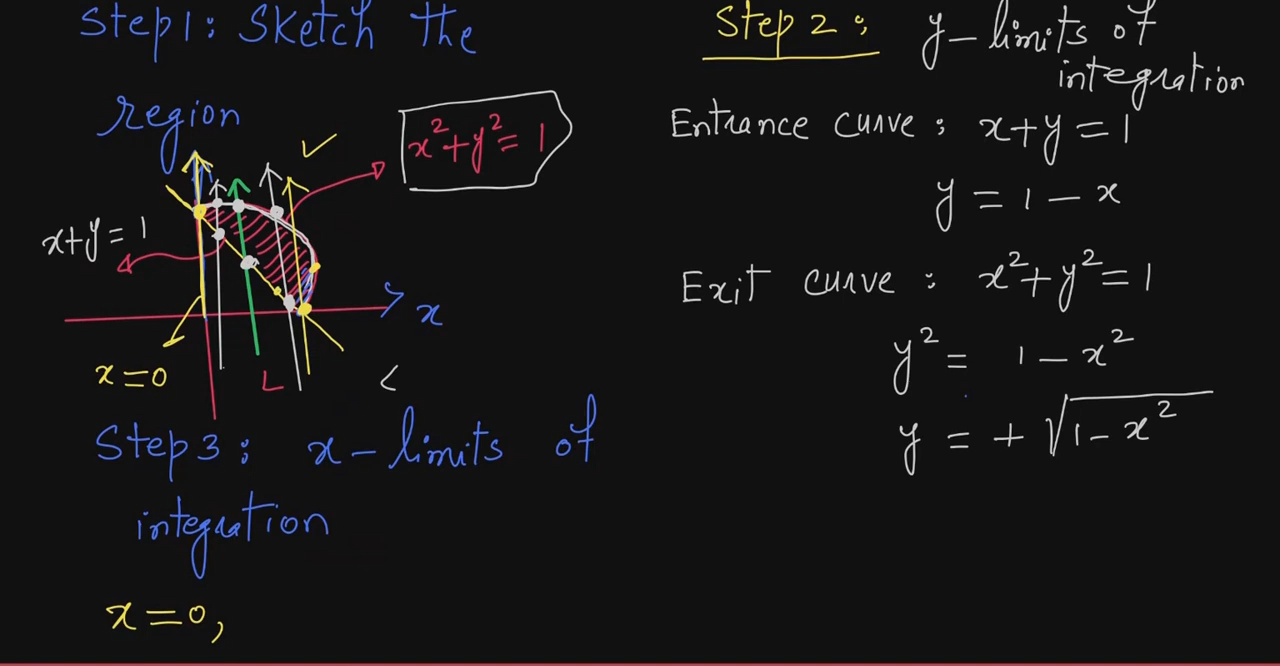 Step 1: Sketch the
region
x² + y² = 1
x + y = 1
x
x = 0
L
Step 3: x - limits of
integration
x = 0,
Step 2: y - limits of
integration
Entrance curve: x + y = 1
y = 1 - x
Exit curve: x² + y² = 1
y² = 1 - x²
y = + √(1 - x²)